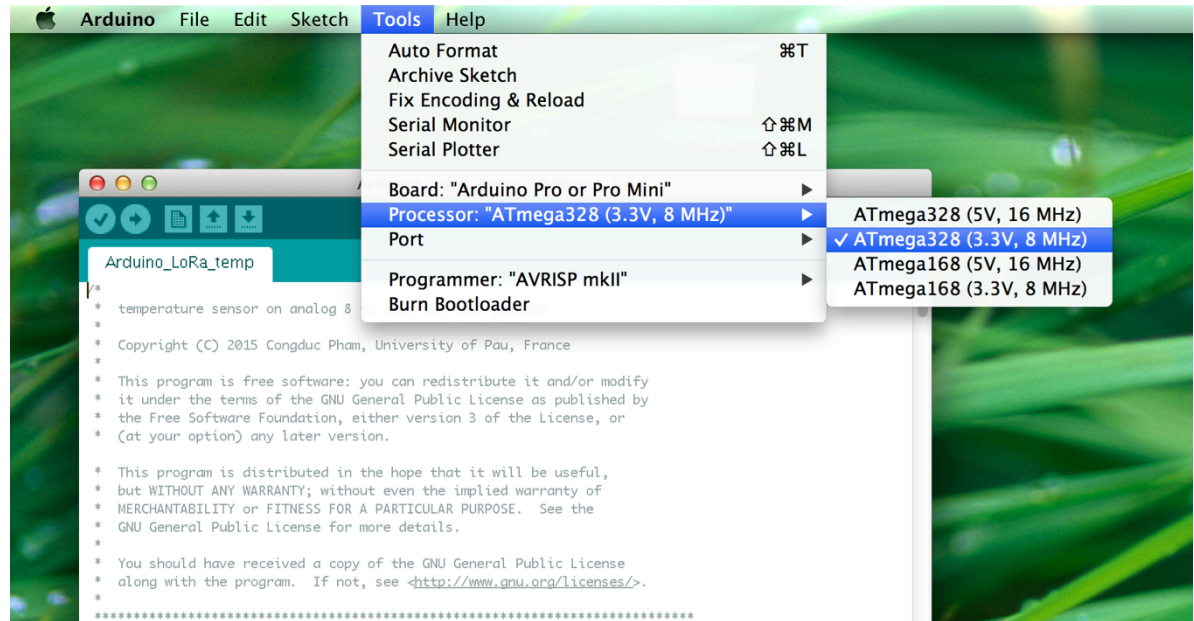 Arduino File Edit Sketch Tools Help
Auto Format ⌘T
Archive Sketch
Fix Encoding & Reload
Serial Monitor ⇧⌘M
Serial Plotter ⇧⌘L
Board: "Arduino Pro or Pro Mini"
Processor: "ATmega328 (3.3V, 8 MHz)"
Port
Programmer: "AVRISP mkII"
Burn Bootloader
ATmega328 (5V, 16 MHz)
✓ ATmega328 (3.3V, 8 MHz)
ATmega168 (5V, 16 MHz)
ATmega168 (3.3V, 8 MHz)
Arduino_LoRa_temp
/*
* temperature sensor on analog 8
*
* Copyright (C) 2015 Congduc Pham, University of Pau, France
*
* This program is free software: you can redistribute it and/or modify
* it under the terms of the GNU General Public License as published by
* the Free Software Foundation, either version 3 of the License, or
* (at your option) any later version.
* This program is distributed in the hope that it will be useful,
* but WITHOUT ANY WARRANTY; without even the implied warranty of
* MERCHANTABILITY or FITNESS FOR A PARTICULAR PURPOSE. See the
* GNU General Public License for more details.
*
* You should have received a copy of the GNU General Public License
* along with the program. If not, see <http://www.gnu.org/licenses/>.
*
*****************************************************************************